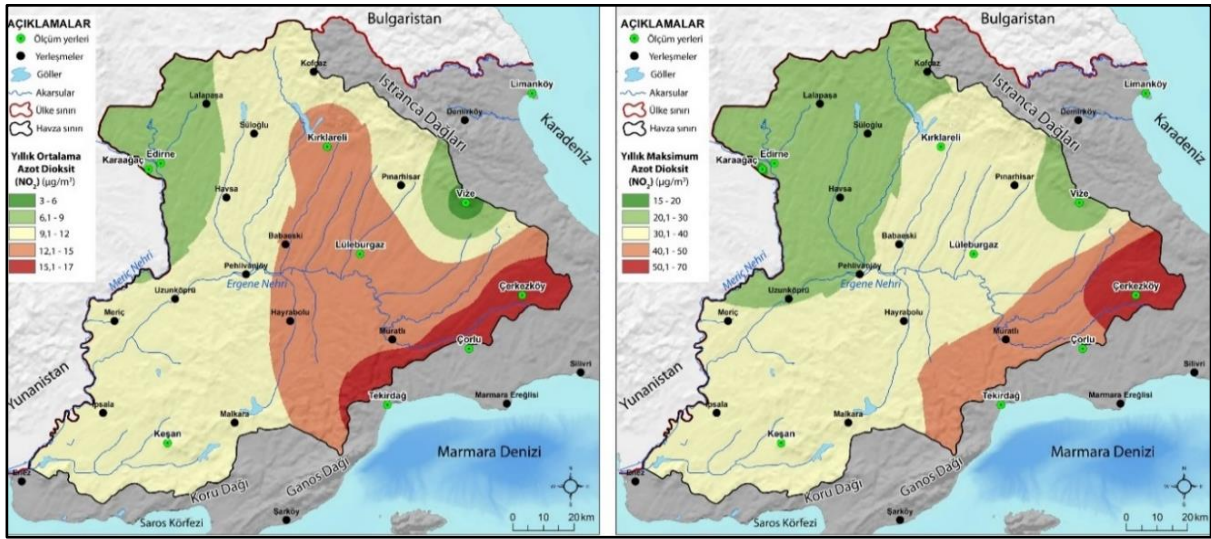 AÇIKLAMALAR
Ölçüm yerleri
Yerleşmeler
Göller
Akarsular
Ülke sınırı
Havza sınırı
Yıllık Ortalama
Azot Dioksit
(NO₂) (µg/m³)
3 - 6
6,1 - 9
9,1 - 12
12,1 - 15
15,1 - 17
Bulgaristan
Kofçaz
Istranca Dağları
Limanköy
Demirköy
Karadeniz
Lalapaşa
Süloğlu
Kırklareli
Edirne
Karaağaç
Pınarhisar
Havsa
Vize
Babaeski
Lüleburgaz
Meriç Nehri
Pehlivanjöy
Ergene Nehri
Uzunköprü
Çerkezköy
Meriç
Hayrabolu
Muratlı
Çorlu
Yunanistan
Silivri
Tekirdağ
Marmara Ereğlisi
İpsala
Malkara
Keşan
Marmara Denizi
Enez
Koru Dağı
Ganos Dağı
Saros Körfezi
Şarköy
0 10 20 km
AÇIKLAMALAR
Ölçüm yerleri
Yerleşmeler
Göller
Akarsular
Ülke sınırı
Havza sınırı
Yıllık Maksimum
Azot Dioksit
(NO₂) (µg/m³)
15 - 20
20,1 - 30
30,1 - 40
40,1 - 50
50,1 - 70
Bulgaristan
Kofçaz
Istranca Dağları
Limanköy
Demirköy
Karadeniz
Lalapaşa
Süloğlu
Kırklareli
Edirne
Karaağaç
Pınarhisar
Havsa
Vize
Babaeski
Lüleburgaz
Meriç Nehri
Pehlivanjöy
Ergene Nehri
Uzunköprü
Çerkezköy
Meriç
Hayrabolu
Muratlı
Çorlu
Yunanistan
Silivri
Tekirdağ
Marmara Ereğlisi
İpsala
Malkara
Keşan
Marmara Denizi
Enez
Koru Dağı
Ganos Dağı
Saros Körfezi
Şarköy
0 10 20 km